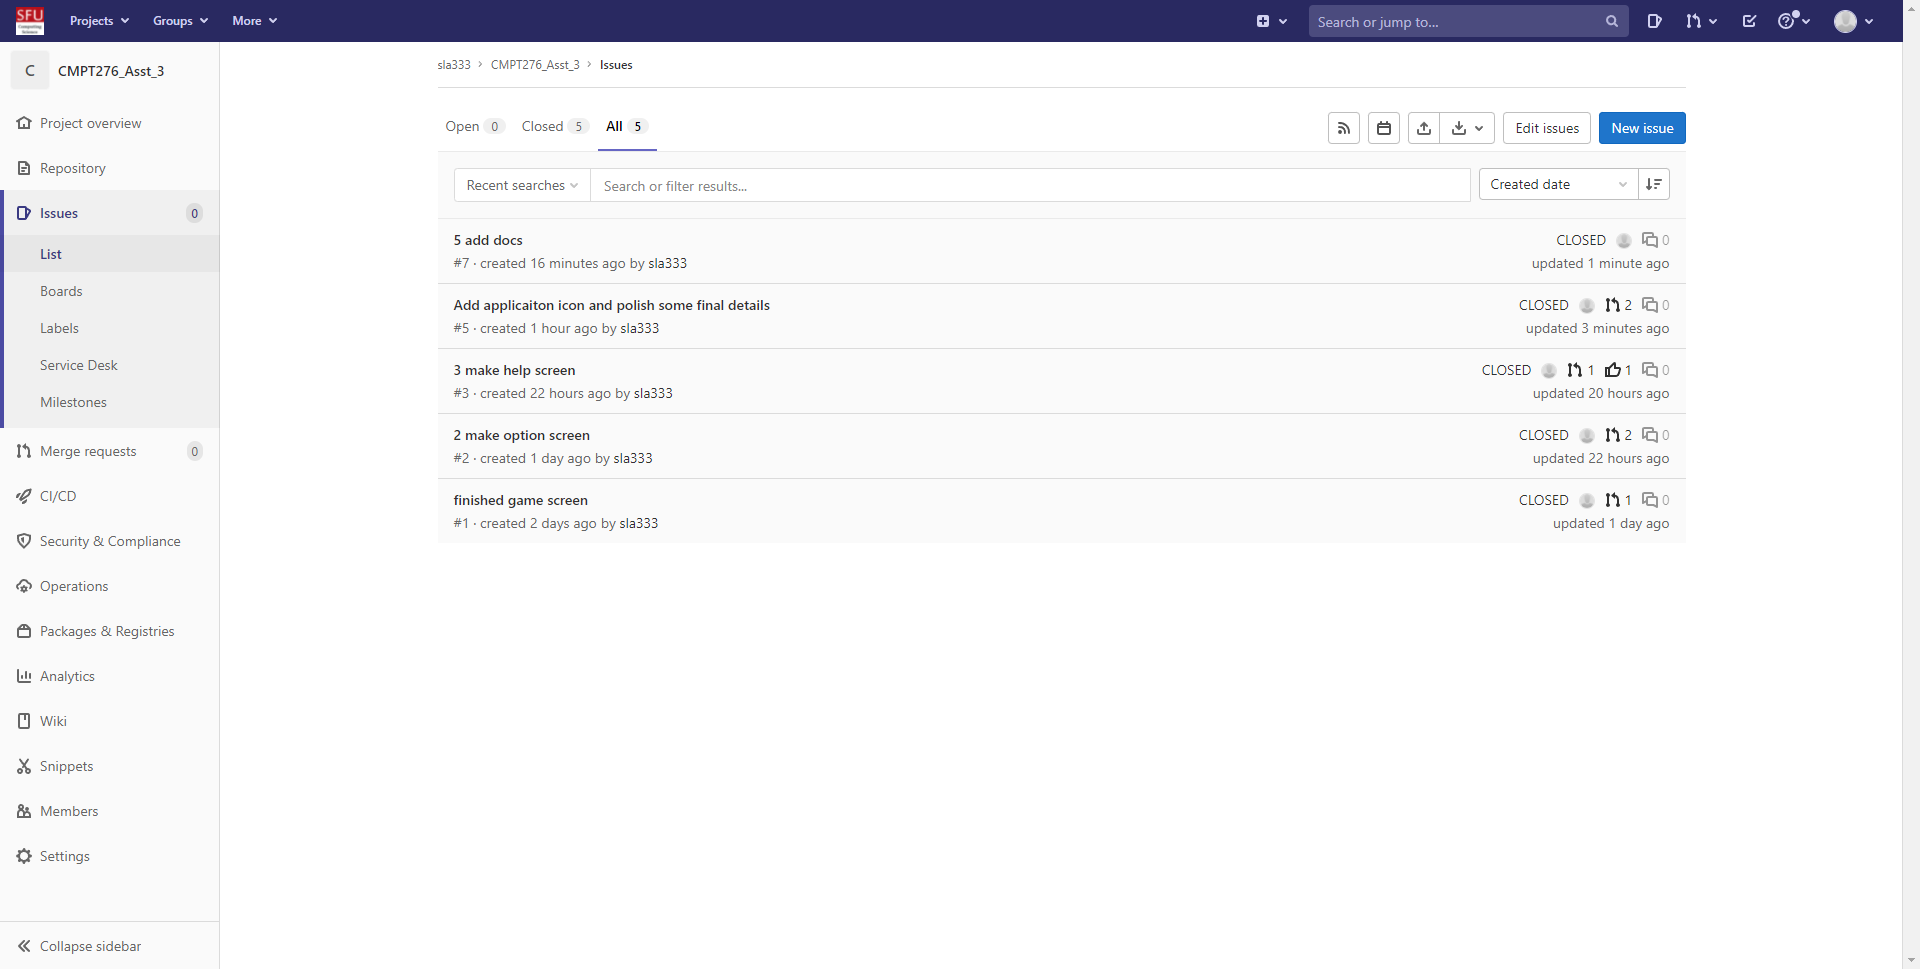 SFU
Computing
Science
Projects
Groups
More
Search or jump to...
C
CMPT276_Asst_3
Project overview
Repository
Issues 0
List
Boards
Labels
Service Desk
Milestones
Merge requests 0
CI/CD
Security & Compliance
Operations
Packages & Registries
Analytics
Wiki
Snippets
Members
Settings
Collapse sidebar
sla333 › CMPT276_Asst_3 › Issues
Open 0 Closed 5 All 5
Edit issues
New issue
Recent searches
Search or filter results...
Created date
5 add docs
CLOSED 0
#7 · created 16 minutes ago by sla333
updated 1 minute ago
Add applicaiton icon and polish some final details
CLOSED 2 0
#5 · created 1 hour ago by sla333
updated 3 minutes ago
3 make help screen
CLOSED 1 1 0
#3 · created 22 hours ago by sla333
updated 20 hours ago
2 make option screen
CLOSED 2 0
#2 · created 1 day ago by sla333
updated 22 hours ago
finished game screen
CLOSED 1 0
#1 · created 2 days ago by sla333
updated 1 day ago